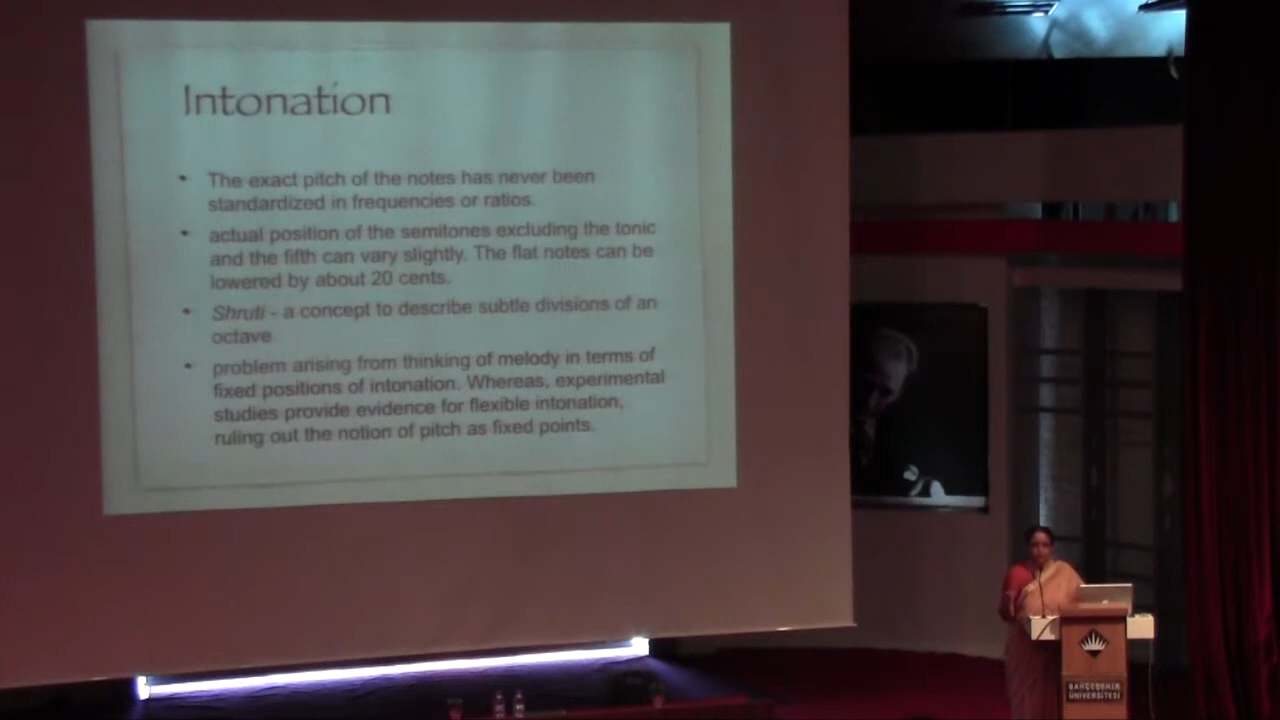 Intonation
• The exact pitch of the notes has never been
standardized in frequencies or ratios.
• actual position of the semitones excluding the tonic
and the fifth can vary slightly. The flat notes can be
lowered by about 20 cents.
• Shruti - a concept to describe subtle divisions of an
octave
• problem arising from thinking of melody in terms of
fixed positions of intonation. Whereas, experimental
studies provide evidence for flexible intonation,
ruling out the notion of pitch as fixed points.
BAHÇEŞEHİR
ÜNİVERSİTESİ